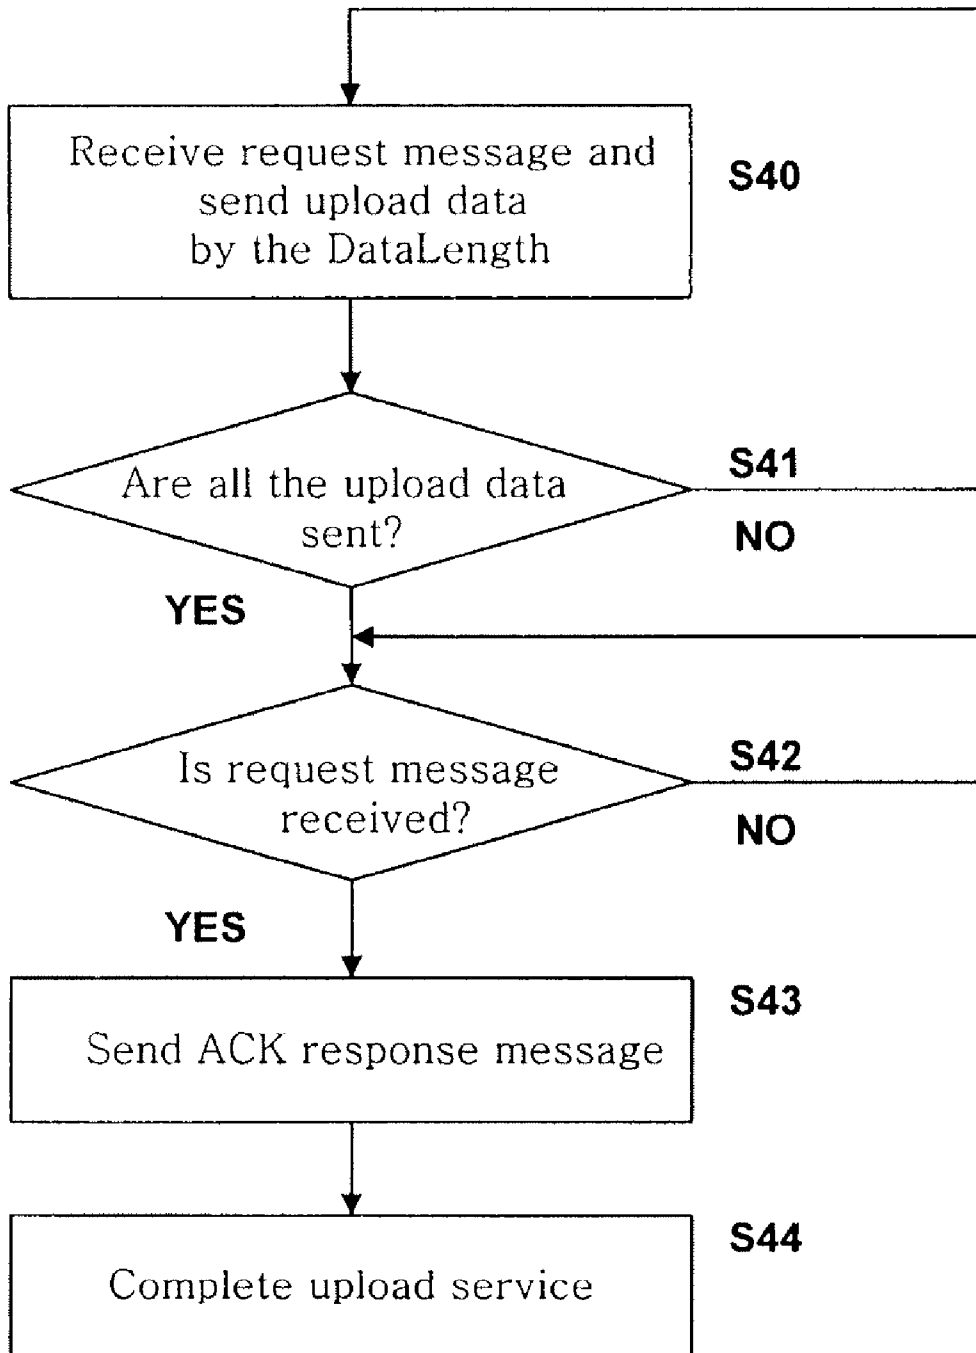 Receive request message and
send upload data
by the DataLength
S40
Are all the upload data
sent?
S41
NO
YES
Is request message
received?
S42
NO
YES
Send ACK response message
S43
Complete upload service
S44